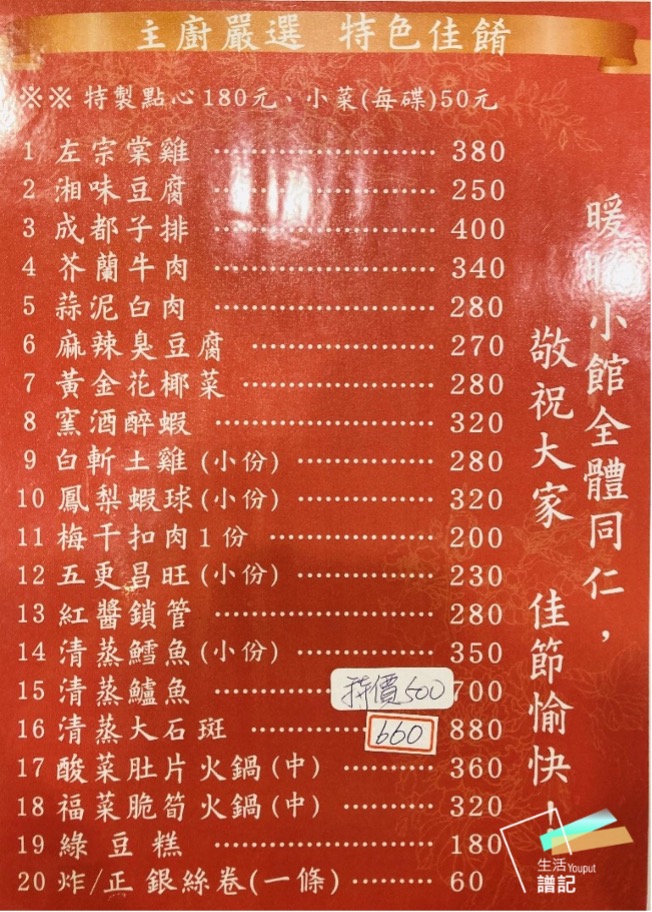 主廚嚴選 特色佳餚
※※ 特製點心180元、小菜(每碟)50元
1 左宗棠雞 ⋯⋯⋯⋯ 380
2 湘味豆腐 ⋯⋯⋯⋯ 250
3 成都子排 ⋯⋯⋯⋯ 400
4 芥蘭牛肉 ⋯⋯⋯⋯ 340
5 蒜泥白肉 ⋯⋯⋯⋯ 280
6 麻辣臭豆腐 ⋯⋯⋯⋯ 270
7 黃金花椰菜 ⋯⋯⋯⋯ 280
8 窯酒醉蝦 ⋯⋯⋯⋯ 320
9 白斬土雞(小份) ⋯⋯⋯⋯ 280
10 鳳梨蝦球(小份) ⋯⋯⋯⋯ 320
11 梅干扣肉1份 ⋯⋯⋯⋯ 200
12 五更昌旺(小份) ⋯⋯⋯⋯ 230
13 紅醬鎖管 ⋯⋯⋯⋯ 280
14 清蒸鱈魚(小份) ⋯⋯⋯⋯ 350
15 清蒸鱸魚 ⋯⋯⋯⋯ 特價500 700
16 清蒸大石斑 ⋯⋯⋯⋯ 660 880
17 酸菜肚片火鍋(中) ⋯⋯⋯⋯ 360
18 福菜脆筍火鍋(中) ⋯⋯⋯⋯ 320
19 綠豆糕 ⋯⋯⋯⋯ 180
20 炸/正 銀絲卷(一條) ⋯⋯⋯⋯ 60
暖小館全體同仁，
敬祝大家 佳節愉快！
生活 Youput
譜記